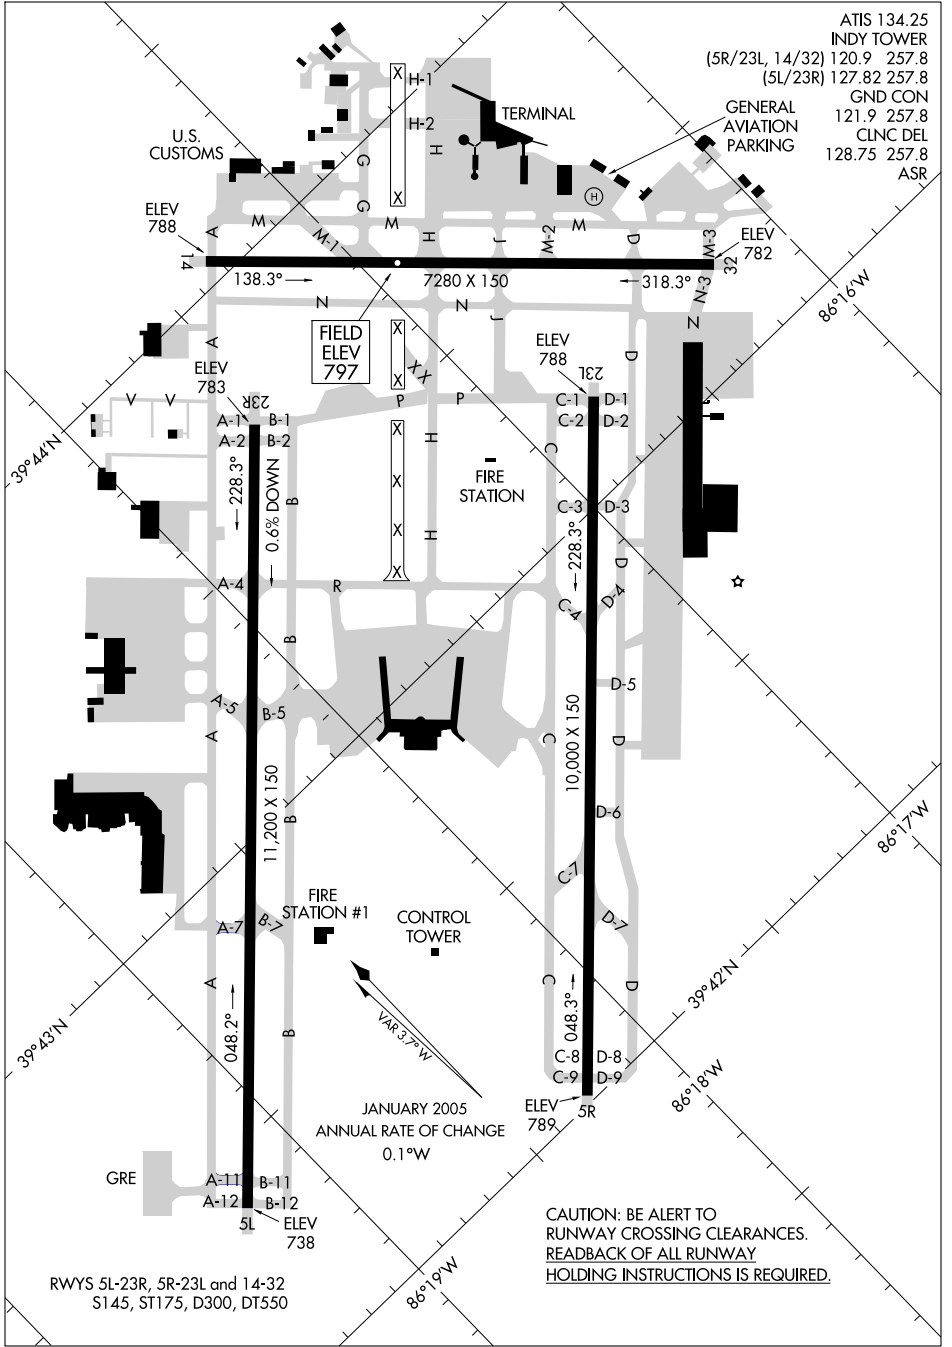 ATIS 134.25
INDY TOWER
(5R/23L, 14/32) 120.9 257.8
(5L/23R) 127.82 257.8
GND CON
121.9 257.8
CLNC DEL
128.75 257.8
ASR
H-1
H-2
H
TERMINAL
GENERAL
AVIATION
PARKING
U.S.
CUSTOMS
G
G
X
X
H
ELEV
788
A
M
M-1
M
H
J
M-2
M
D
M-3
ELEV
782
14
32
138.3°
7280 X 150
318.3°
N-3
86°16'W
N
N
J
N
FIELD
ELEV
797
X
X
XX
A
D
ELEV
783
ELEV
788
23R
23L
V V
P
P
A-1 B-1
A-2 B-2
C-1 D-1
C-2 D-2
39°44'N
X
X
X
X
H
H
C
228.3°
0.6% DOWN
B
FIRE
STATION
C-3 D-3
228.3°
D
A-4
R
C-4
D-4
B
A-5
B-5
A
D-5
C
D
10,000 X 150
11,200 X 150
B
D-6
86°17'W
C-7
D-7
A-7
B-7
FIRE
STATION #1
CONTROL
TOWER
A
048.2°
B
C
048.3°
D
39°42'N
39°43'N
VAR 3.7° W
C-8 D-8
C-9 D-9
86°18'W
ELEV
789
5R
JANUARY 2005
ANNUAL RATE OF CHANGE
0.1°W
GRE
A-11 B-11
A-12 B-12
5L
ELEV
738
86°19'W
CAUTION: BE ALERT TO
RUNWAY CROSSING CLEARANCES.
READBACK OF ALL RUNWAY
HOLDING INSTRUCTIONS IS REQUIRED.
RWYS 5L-23R, 5R-23L and 14-32
S145, ST175, D300, DT550